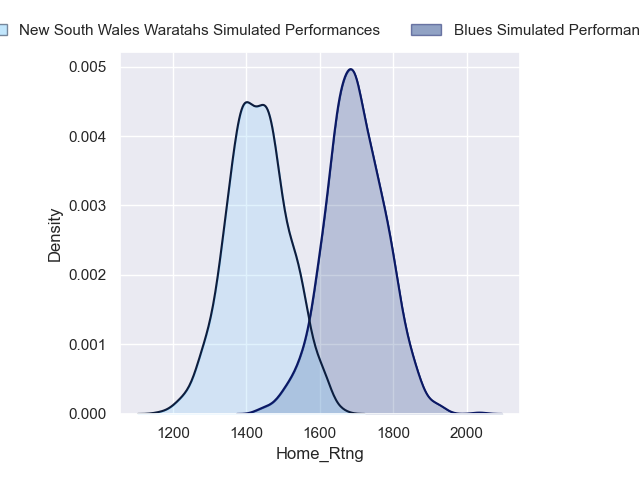 New South Wales Waratahs Simulated Performances
Blues Simulated Performan
0.005
0.004
0.003
0.002
0.001
0.000
Density
1200 1400 1600 1800 2000
Home_Rtng